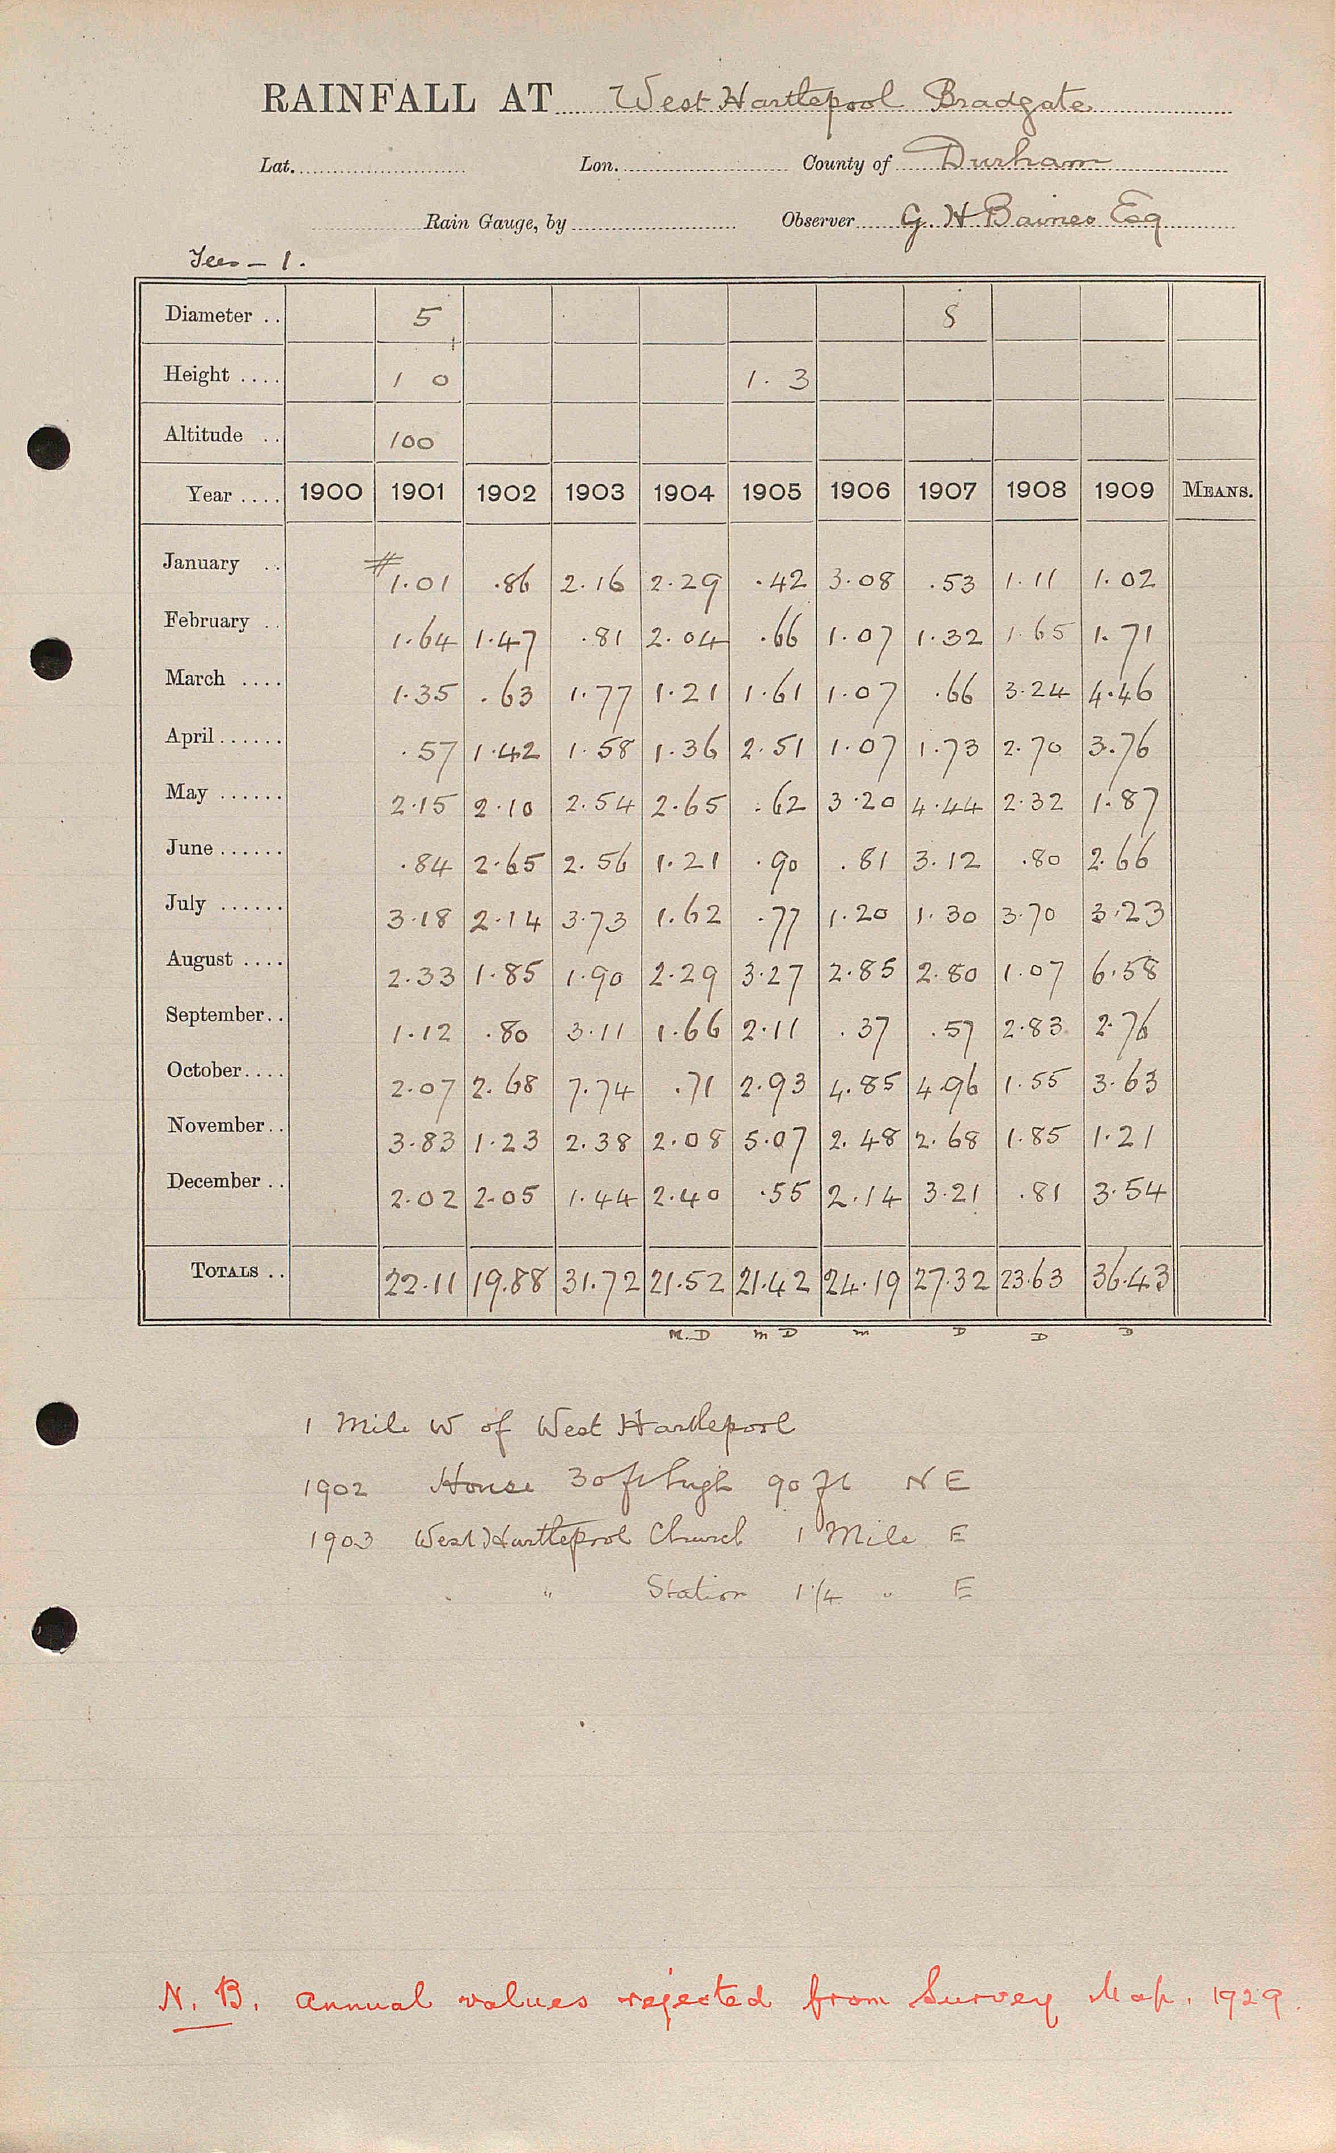 RAINFALL AT West Hartlepool Bradgate
Lat. Lon. County of Durham
Rain Gauge, by Observer G. H. Baines Esq
Tees - 1.
Diameter .. 5 8
Height .... 1 0 1. 3
Altitude .. 100
Year .... 1900 1901 1902 1903 1904 1905 1906 1907 1908 1909 MEANS.
January .. # 1.01 .86 2.16 2.29 .42 3.08 .53 1.11 1.02
February .. 1.64 1.47 .81 2.04 .66 1.07 1.32 1.65 1.71
March .... 1.35 .63 1.77 1.21 1.61 1.07 .66 3.24 4.46
April...... .57 1.42 1.58 1.36 2.51 1.07 1.73 2.70 3.76
May ...... 2.15 2.10 2.54 2.65 .62 3.20 4.44 2.32 1.87
June...... .84 2.65 2.56 1.21 .90 .81 3.12 .80 2.66
July ...... 3.18 2.14 3.73 1.62 .77 1.20 1.30 3.70 3.23
August .... 2.33 1.85 1.90 2.29 3.27 2.85 2.80 1.07 6.58
September.. 1.12 .80 3.11 1.66 2.11 .37 .57 2.83 2.76
October.... 2.07 2.68 7.74 .71 2.93 4.85 4.96 1.55 3.63
November.. 3.83 1.23 2.38 2.08 5.07 2.48 2.68 1.85 1.21
December .. 2.02 2.05 1.44 2.40 .55 2.14 3.21 .81 3.54
TOTALS .. 22.11 19.88 31.72 21.52 21.42 24.19 27.32 23.63 36.43
M.D m D m D D D
1 Mile W of West Hartlepool
1902 House 30 ft high 90 ft N E
1903 West Hartlepool Church 1 Mile E
" " Station 1 1/4 " E
N. B. Annual values rejected from Survey Map. 1929.